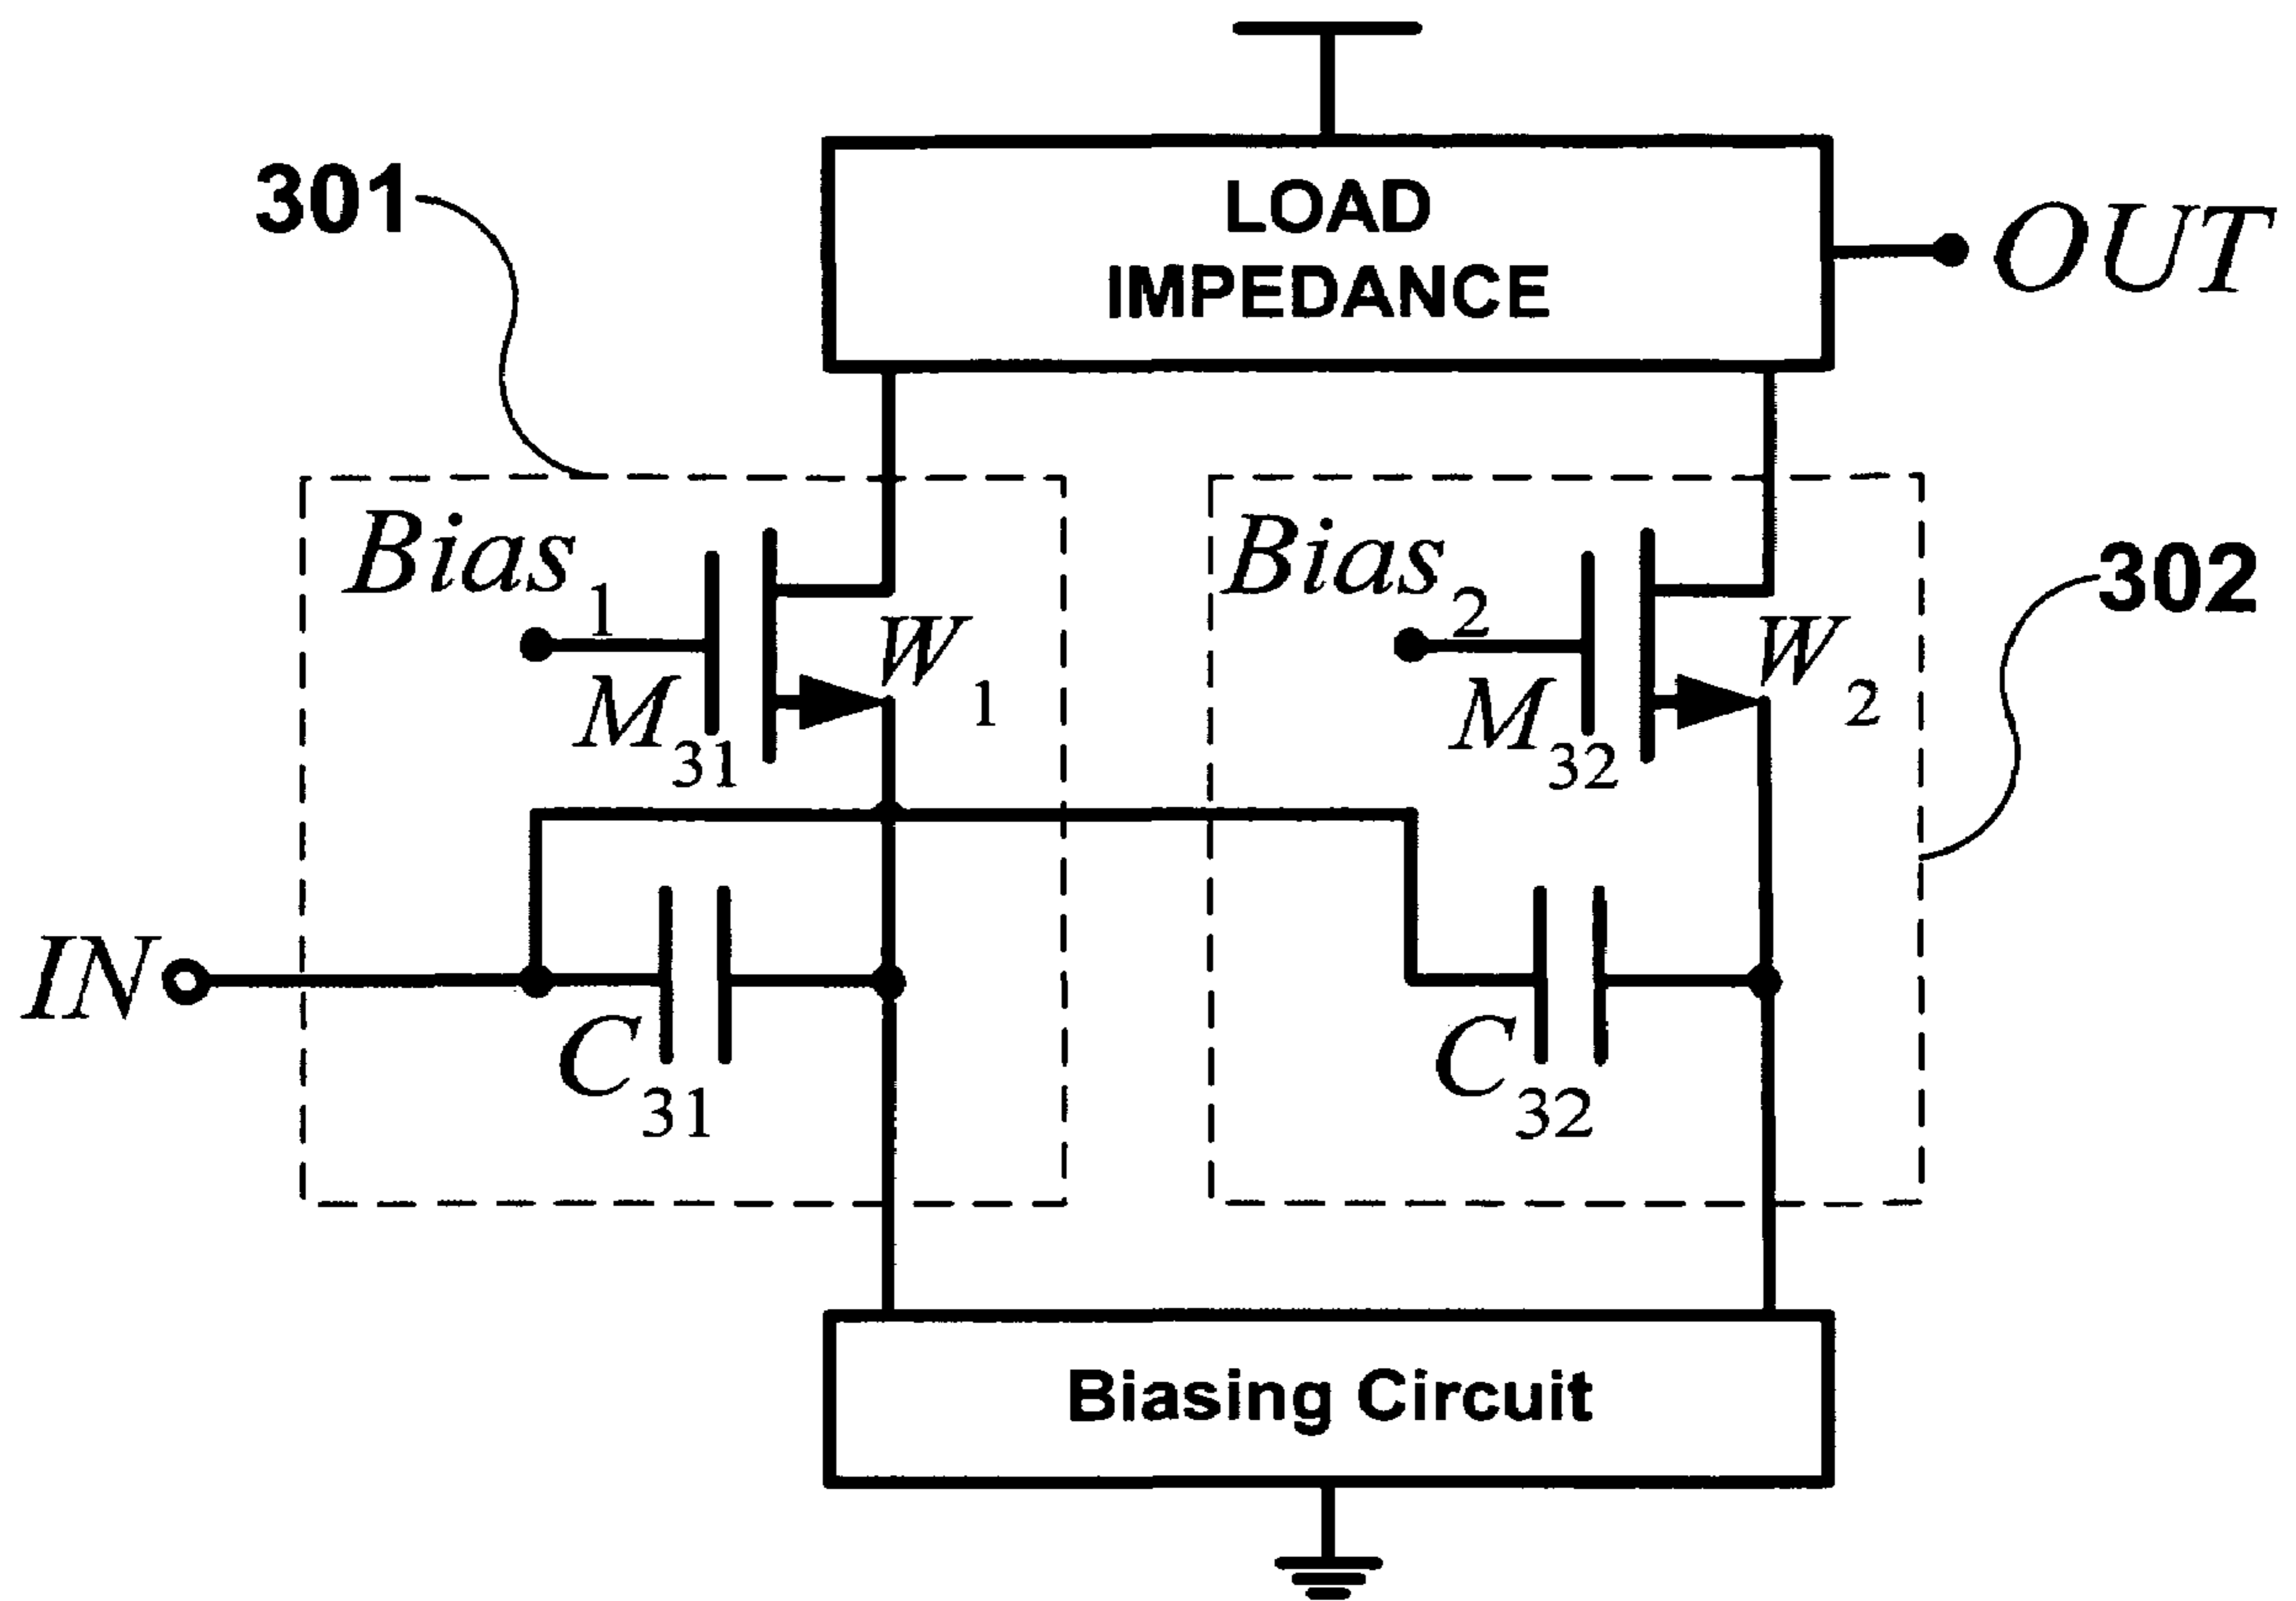 301
LOAD
IMPEDANCE
OUT
Bias1
Bias2
302
W1
W2
M31
M32
IN
C31
C32
Biasing Circuit